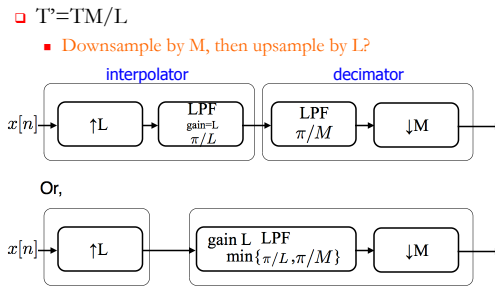 T'=TM/L
Downsample by M, then upsample by L?
interpolator decimator
x[n] ↑L LPF gain=L π/L LPF π/M ↓M
Or,
x[n] ↑L gain L LPF min{π/L,π/M} ↓M